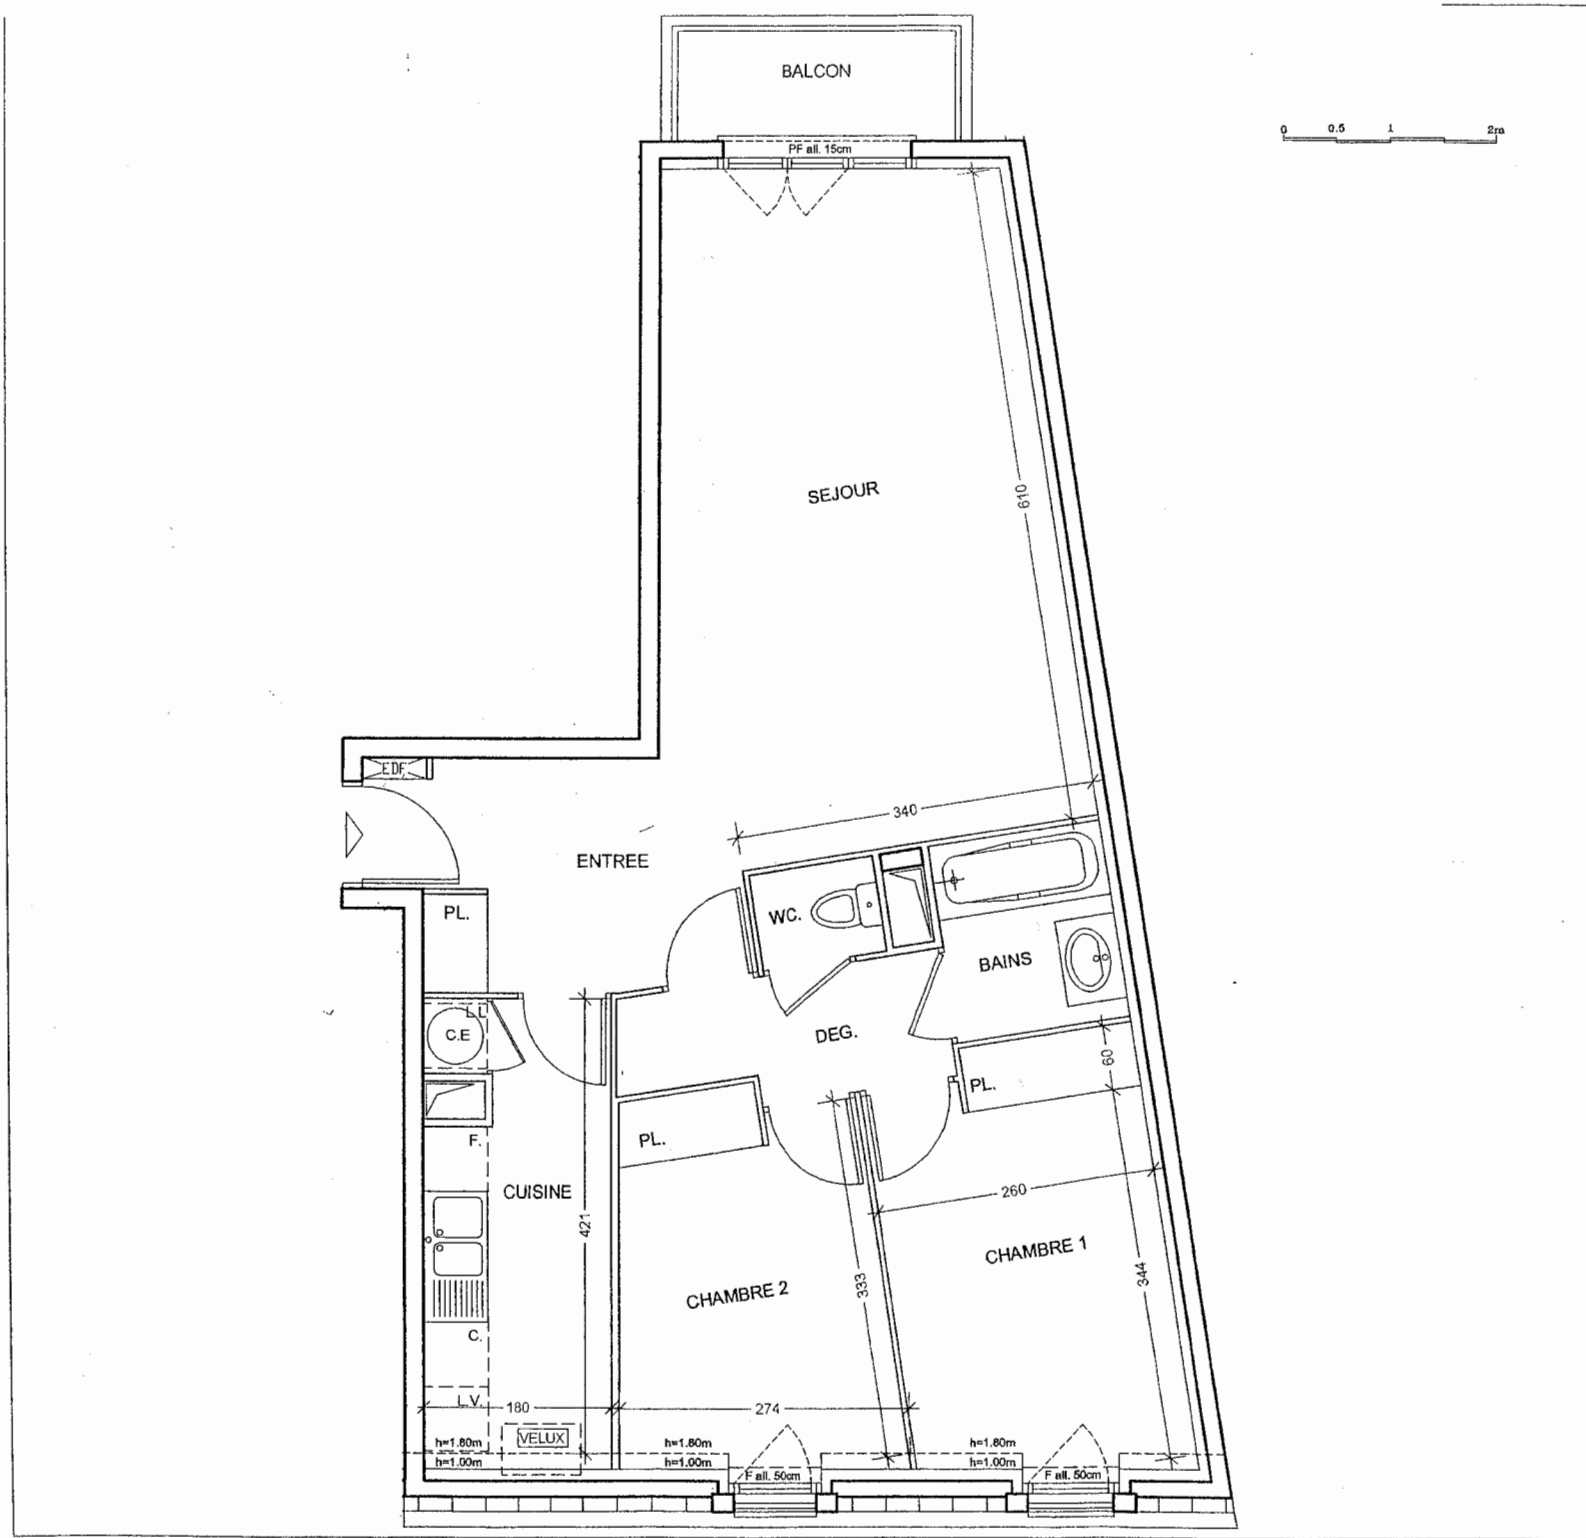 BALCON
0 0.5 1 2m
PF all. 15cm
SEJOUR
610
340
EDF
ENTREE
PL.
WC.
BAINS
L.L
C.E
DEG.
60
PL.
PL.
F.
CUISINE
421
260
CHAMBRE 1
344
CHAMBRE 2
333
C.
L.V.
180
274
VELUX
h=1.80m
h=1.00m
h=1.80m
h=1.00m
h=1.80m
h=1.00m
F all. 50cm
F all. 50cm